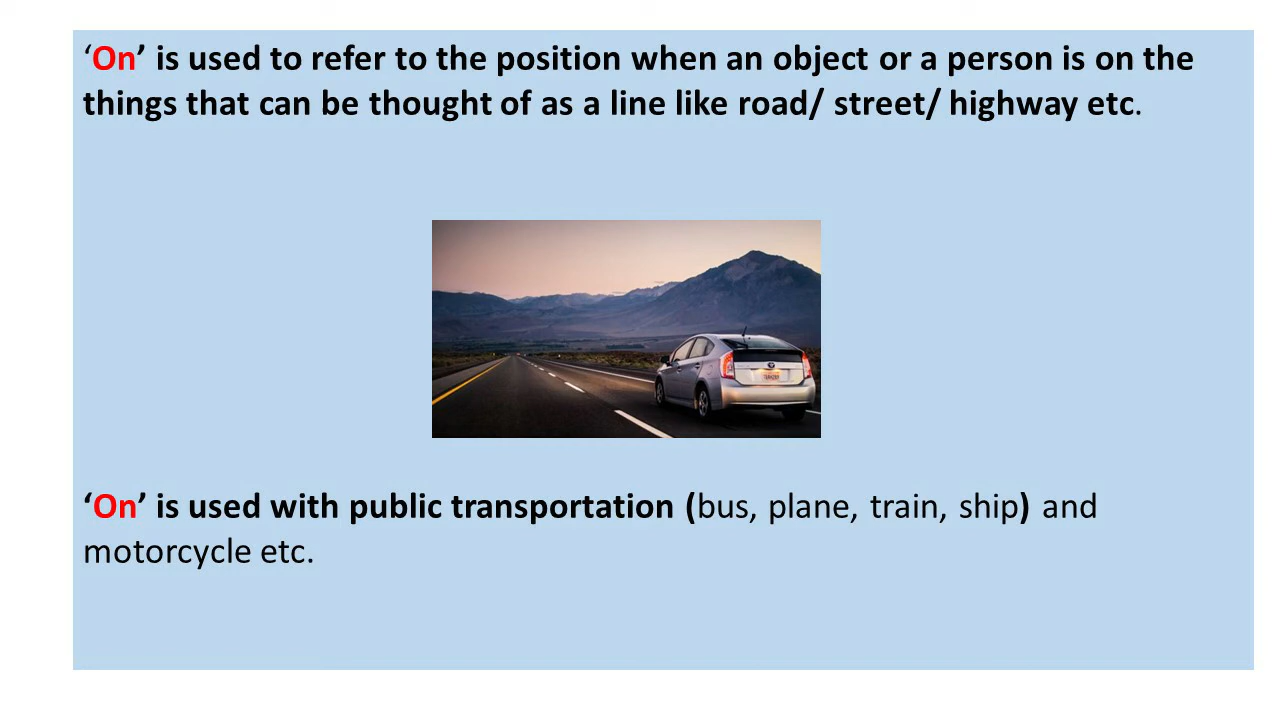 ‘On’ is used to refer to the position when an object or a person is on the
things that can be thought of as a line like road/ street/ highway etc.
‘On’ is used with public transportation (bus, plane, train, ship) and
motorcycle etc.